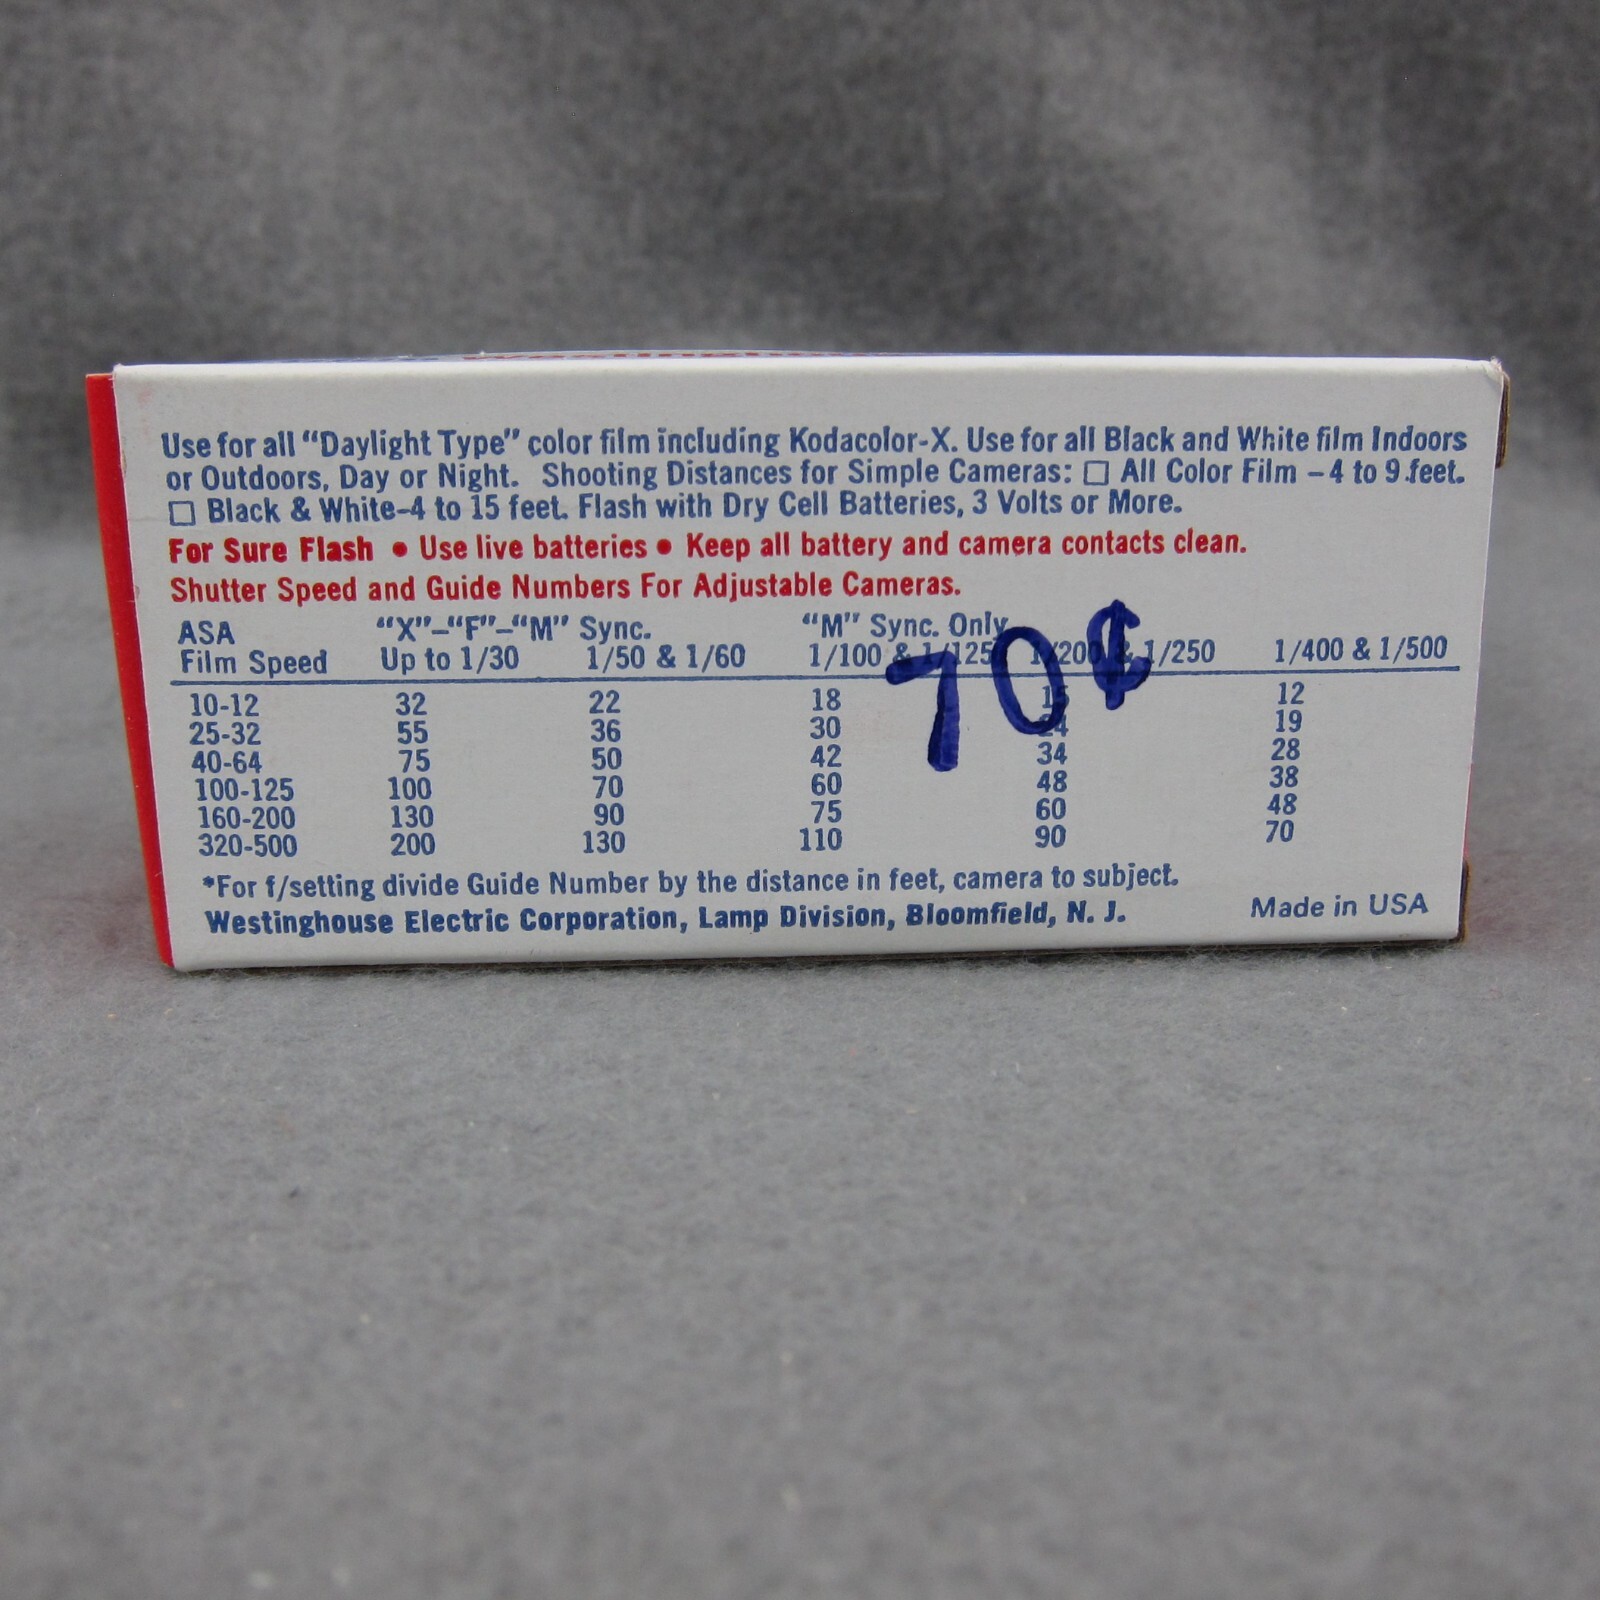 Use for all “Daylight Type” color film including Kodacolor-X. Use for all Black and White film Indoors
or Outdoors, Day or Night. Shooting Distances for Simple Cameras: □ All Color Film – 4 to 9 feet.
□ Black & White–4 to 15 feet. Flash with Dry Cell Batteries, 3 Volts or More.
For Sure Flash • Use live batteries • Keep all battery and camera contacts clean.
Shutter Speed and Guide Numbers For Adjustable Cameras.
ASA “X”–“F”–“M” Sync. “M” Sync. Only
Film Speed Up to 1/30 1/50 & 1/60 1/100 & 1/125 1/200 & 1/250 1/400 & 1/500
70¢
10-12 32 22 18 15 12
25-32 55 36 30 24 19
40-64 75 50 42 34 28
100-125 100 70 60 48 38
160-200 130 90 75 60 48
320-500 200 130 110 90 70
*For f/setting divide Guide Number by the distance in feet, camera to subject.
Westinghouse Electric Corporation, Lamp Division, Bloomfield, N. J. Made in USA